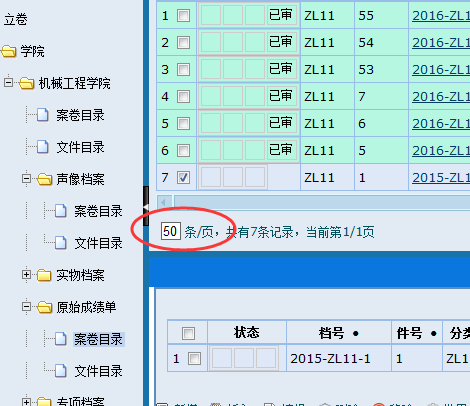 立卷
学院
机械工程学院
案卷目录
文件目录
声像档案
案卷目录
文件目录
实物档案
原始成绩单
案卷目录
文件目录
专项档案
1 已审 ZL11 55 2016-ZL1
2 已审 ZL11 54 2016-ZL1
3 已审 ZL11 53 2016-ZL1
4 已审 ZL11 7 2016-ZL1
5 已审 ZL11 6 2016-ZL1
6 已审 ZL11 5 2016-ZL1
7 ZL11 1 2015-ZL1
50 条/页，共有7条记录，当前第1/1页
状态 档号 • 件号 • 分类
1 2015-ZL11-1 1 ZL1